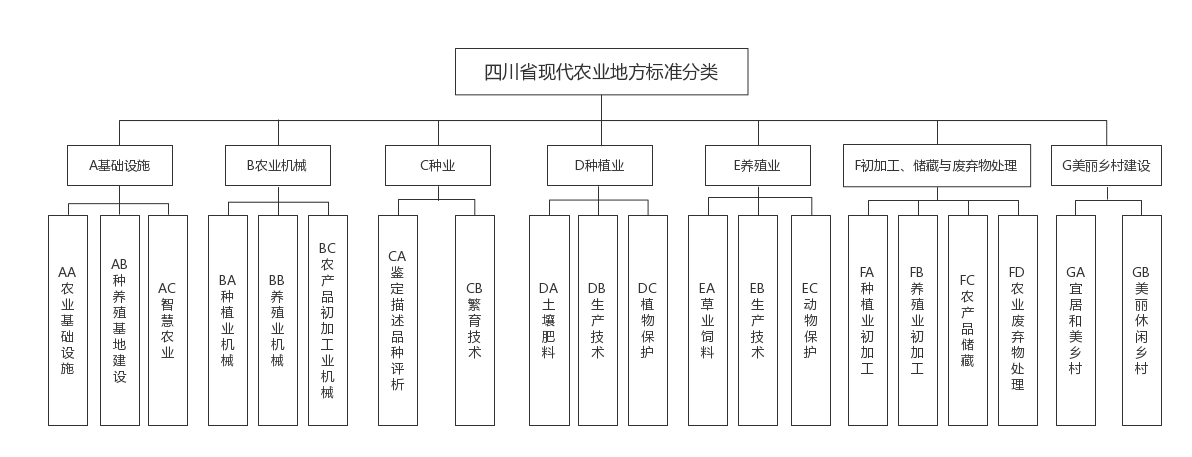 四川省现代农业地方标准分类
A基础设施
B农业机械
C种业
D种植业
E养殖业
F初加工、储藏与废弃物处理
G美丽乡村建设
AA农业基础设施
AB种养殖基地建设
AC智慧农业
BA种植业机械
BB养殖业机械
BC农产品初加工业机械
CA鉴定描述品种评析
CB繁育技术
DA土壤肥料
DB生产技术
DC植物保护
EA草业饲料
EB生产技术
EC动物保护
FA种植业初加工
FB养殖业初加工
FC农产品储藏
FD农业废弃物处理
GA宜居和美乡村
GB美丽休闲乡村